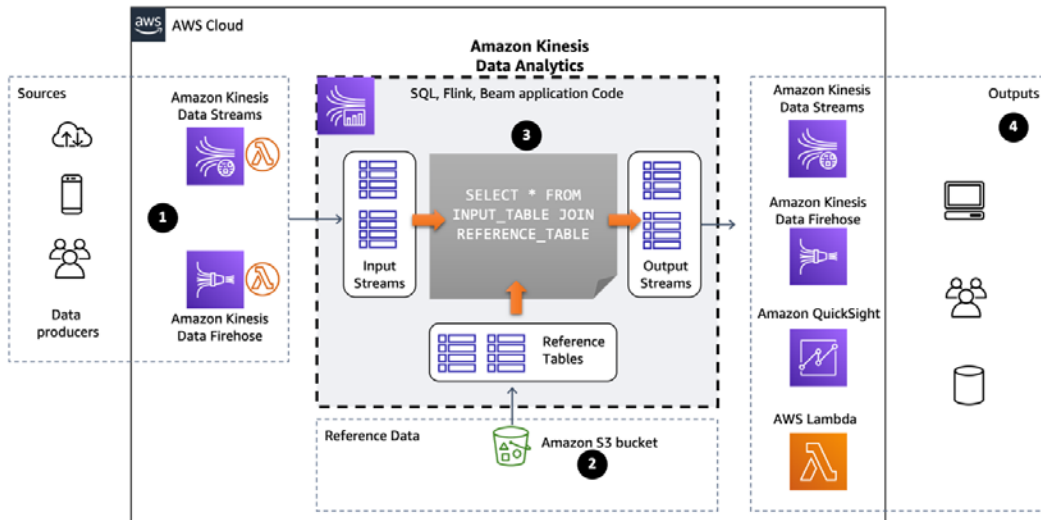 aws
AWS Cloud
Sources
Amazon Kinesis
Data Streams
1
Data
producers
Amazon Kinesis
Data Firehose
Amazon Kinesis
Data Analytics
SQL, Flink, Beam application Code
3
SELECT * FROM
INPUT_TABLE JOIN
REFERENCE_TABLE
Input
Streams
Output
Streams
Reference
Tables
Reference Data
Amazon S3 bucket
2
Amazon Kinesis
Data Streams
Amazon Kinesis
Data Firehose
Amazon QuickSight
AWS Lambda
Outputs
4